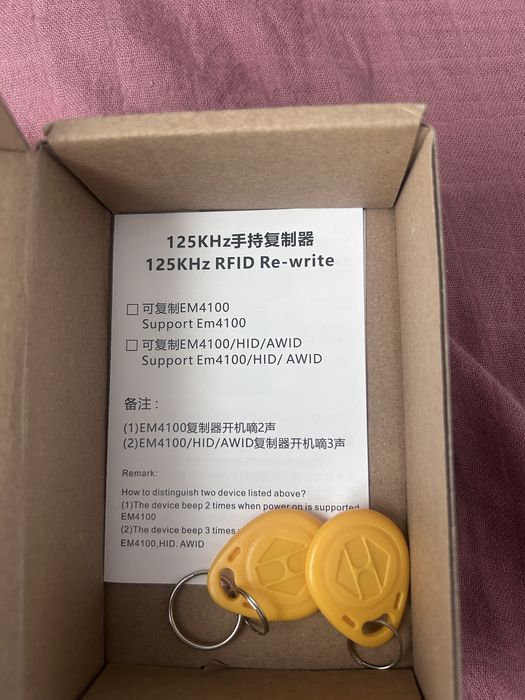 125KHz手持复制器
125KHz RFID Re-write
可复制EM4100
Support Em4100
可复制EM4100/HID/AWID
Support Em4100/HID/ AWID
备注：
(1)EM4100复制器开机嘀2声
(2)EM4100/HID/AWID复制器开机嘀3声
Remark:
How to distinguish two device listed above?
(1)The device beep 2 times when power on is supported
EM4100
(2)The device beep 3 times
EM4100,HID. AWID